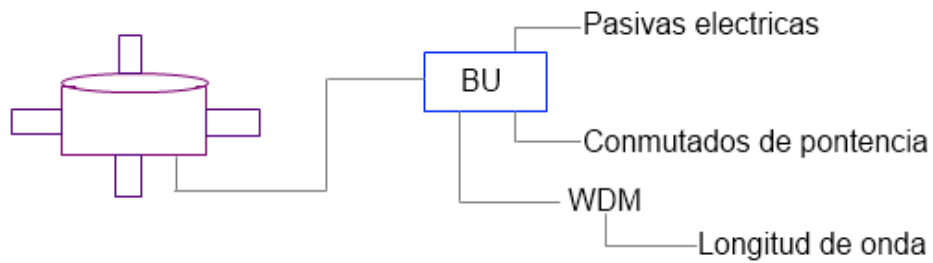 Pasivas electricas
BU
Conmutados de pontencia
WDM
Longitud de onda